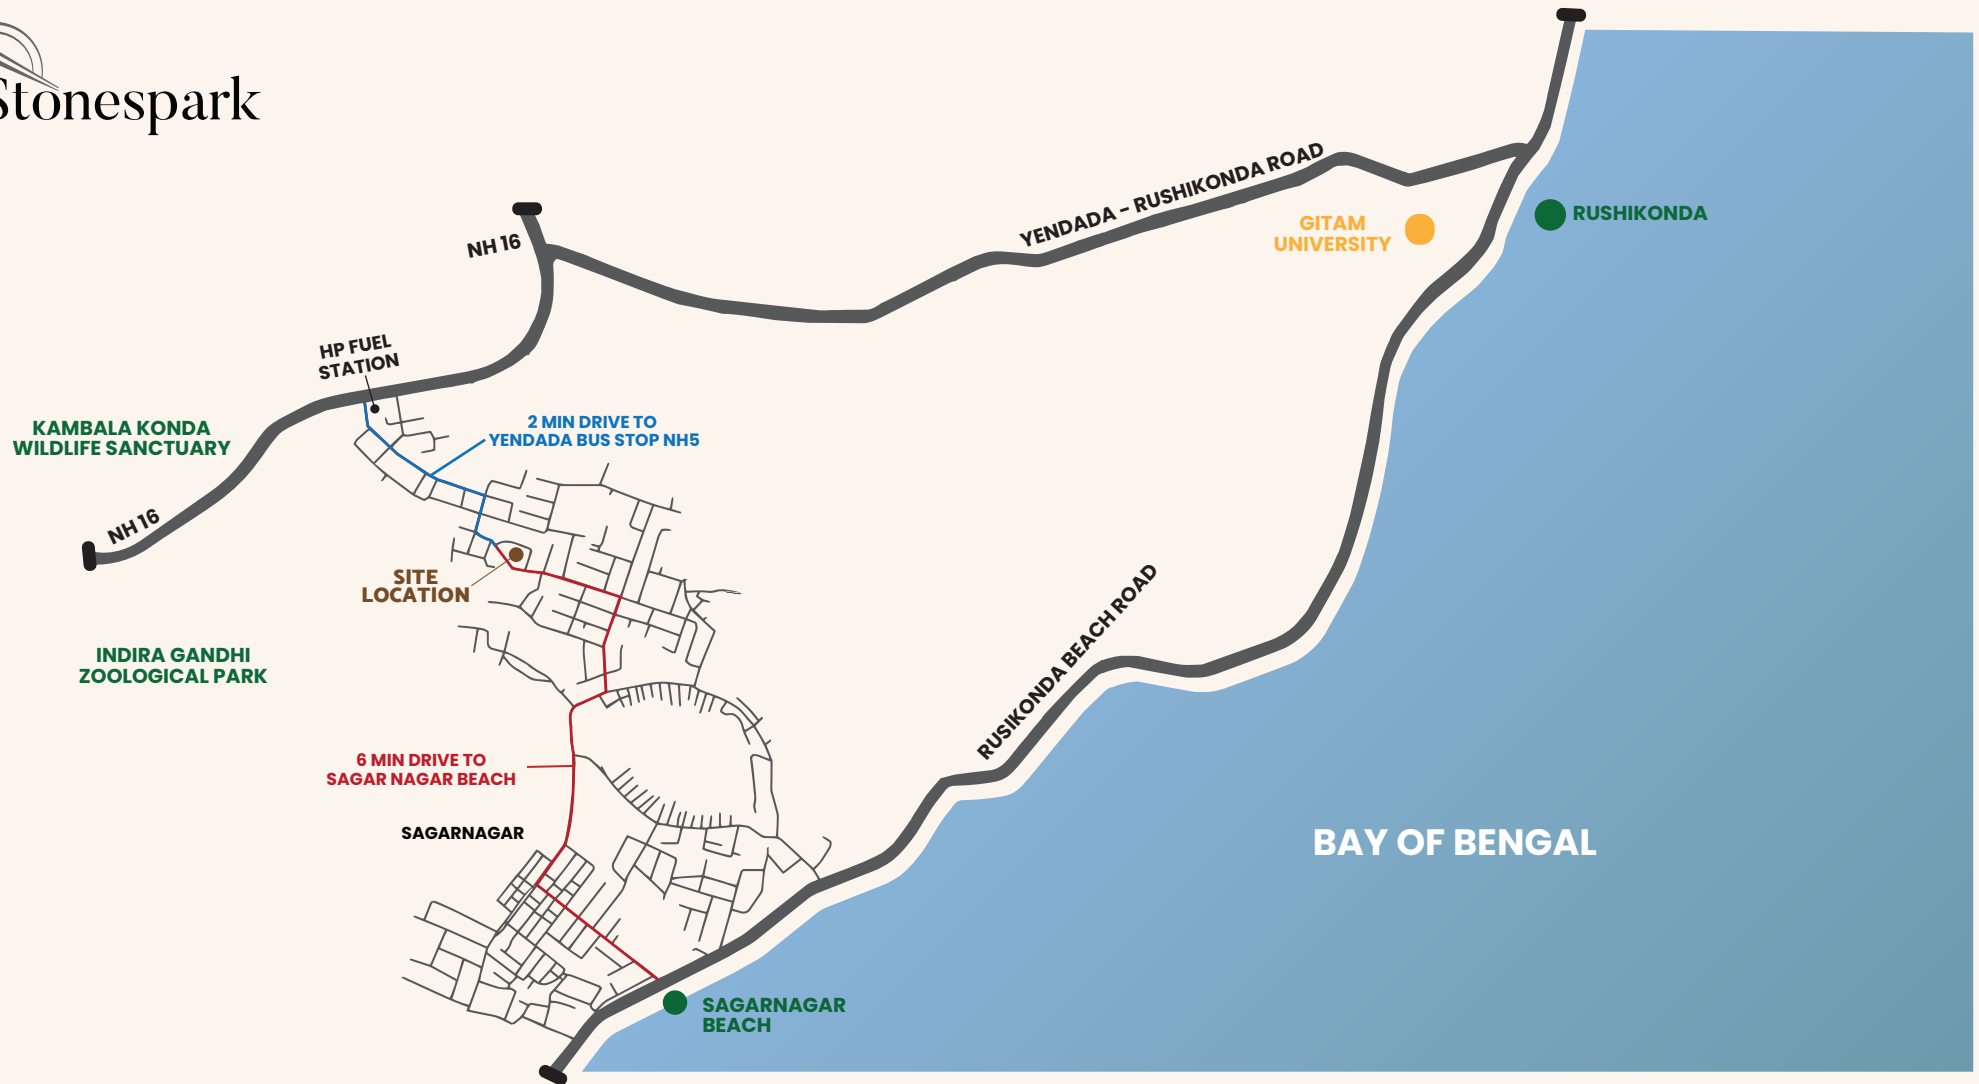 Stonespark
YENDADA - RUSHIKONDA ROAD
GITAM
UNIVERSITY
RUSHIKONDA
NH 16
HP FUEL
STATION
KAMBALA KONDA
WILDLIFE SANCTUARY
2 MIN DRIVE TO
YENDADA BUS STOP NH5
NH 16
SITE
LOCATION
INDIRA GANDHI
ZOOLOGICAL PARK
RUSIKONDA BEACH ROAD
6 MIN DRIVE TO
SAGAR NAGAR BEACH
SAGARNAGAR
BAY OF BENGAL
SAGARNAGAR
BEACH